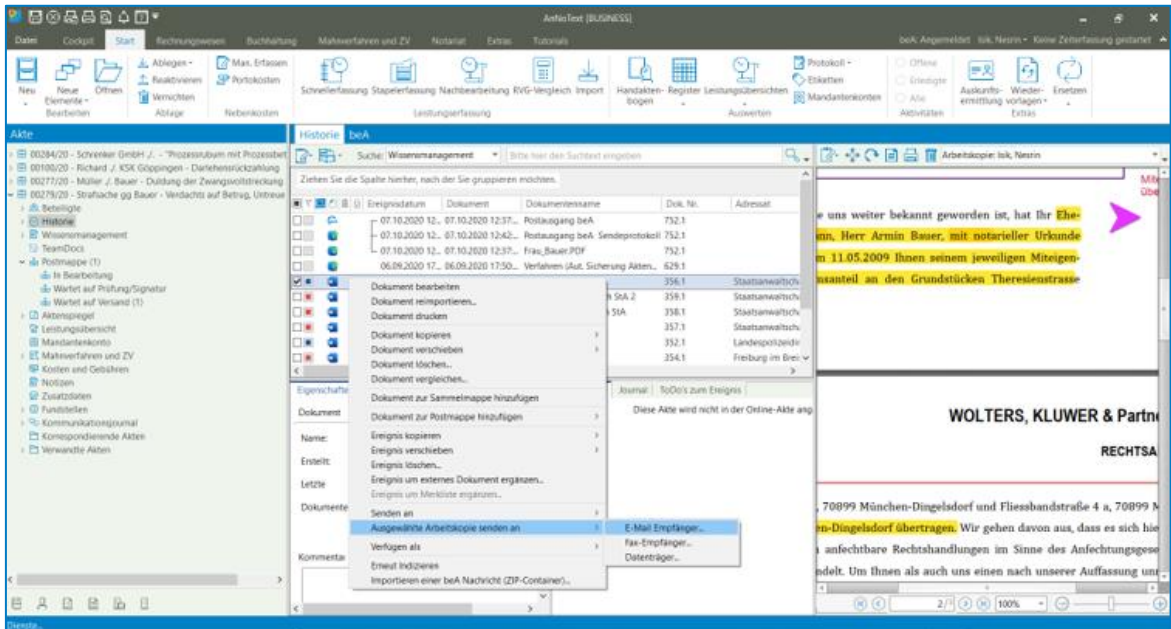 AnNoText [BUSINESS]
Datei Cockpit Start Rechnungswesen Buchhaltung Mahnverfahren und ZV Notariat Extras Tutorials beA: Angemeldet Isik, Nesrin Keine Zeiterfassung gestartet
Neu
Neue Elemente
Öffnen
Ablegen
Reaktivieren
Vernichten
Man. Erfassen
Portokosten
Schnellerfassung Stapelerfassung Nachbearbeitung RVG-Vergleich Import
Handakten-bogen
Register Leistungsübersichten
Protokoll
Etiketten
Mandantenkonten
Offene
Erledigte
Alle
Auskunfts-ermittlung
Wieder-vorlagen
Ersetzen
Bearbeiten Ablage Nebenkosten Leistungserfassung Auswerten Aktivitäten Extras
Akte
00284/20 - Schrenker GmbH ./. - "Prozessrubrum mit Prozessbet
00100/20 - Richard ./. KSK Göppingen - Darlehensrückzahlung
00277/20 - Müller ./. Bauer - Duldung der Zwangsvollstreckung
00279/20 - Strafsache gg Bauer - Verdachts auf Betrug, Untreue
Beteiligte
Historie
Wissensmanagement
TeamDocs
Postmappe (1)
In Bearbeitung
Wartet auf Prüfung/Signatur
Wartet auf Versand (1)
Aktenspiegel
Leistungsübersicht
Mandantenkonto
Mahnverfahren und ZV
Kosten und Gebühren
Notizen
Zusatzdaten
Fundstellen
Kommunikationsjournal
Korrespondierende Akten
Verwandte Akten
Historie beA
Suche: Wissensmanagement Bitte hier den Suchtext eingeben
Ziehen Sie die Spalte hierher, nach der Sie gruppieren möchten.
Ereignisdatum Dokument Dokumentenname Dok. Nr. Adressat
07.10.2020 12... 07.10.2020 12:37... Postausgang beA 752.1
07.10.2020 12... 07.10.2020 12:42... Postausgang beA Sendeprotokoll 752.1
07.10.2020 12... 07.10.2020 12:37... Frau_Bauer.PDF 752.1
06.09.2020 17... 06.09.2020 17:50... Verfahren (Aut. Sicherung Akten... 629.1
356.1 Staatsanwaltsch
h StA 2 359.1 Staatsanwaltsch
StA 358.1 Staatsanwaltsch
357.1 Staatsanwaltsch
352.1 Landespolizeidir
354.1 Freiburg im Brei
Dokument bearbeiten
Dokument reimportieren...
Dokument drucken
Dokument kopieren
Dokument verschieben
Dokument löschen...
Dokument vergleichen...
Dokument zur Sammelmappe hinzufügen
Dokument zur Postmappe hinzufügen
Ereignis kopieren
Ereignis verschieben
Ereignis löschen...
Ereignis um externes Dokument ergänzen...
Ereignis um Merkliste ergänzen...
Senden an
Ausgewählte Arbeitskopie senden an
Verfügen als
Erneut Indizieren
Importieren einer beA Nachricht (ZIP-Container)...
E-Mail Empfänger...
Fax-Empfänger...
Datenträger...
Eigenschafte
Journal ToDo's zum Ereignis
Dokument
Diese Akte wird nicht in der Online-Akte ang
Name:
Erstellt:
Letzte
Dokumente
Kommentar
Arbeitskopie: Isik, Nesrin
Mite
übe
e uns weiter bekannt geworden ist, hat Ihr Ehe-
nn, Herr Armin Bauer, mit notarieller Urkunde
m 11.05.2009 Ihnen seinem jeweiligen Miteigen-
msanteil an den Grundstücken Theresienstrasse
WOLTERS, KLUWER & Partne
RECHTSA
, 70899 München-Dingelsdorf und Fliessbandstraße 4 a, 70899 M
en-Dingelsdorf übertragen. Wir gehen davon aus, dass es sich hie
anfechtbare Rechtshandlungen im Sinne des Anfechtungsgese
ndelt. Um Ihnen als auch uns einen nach unserer Auffassung unn
100%
Dienste...